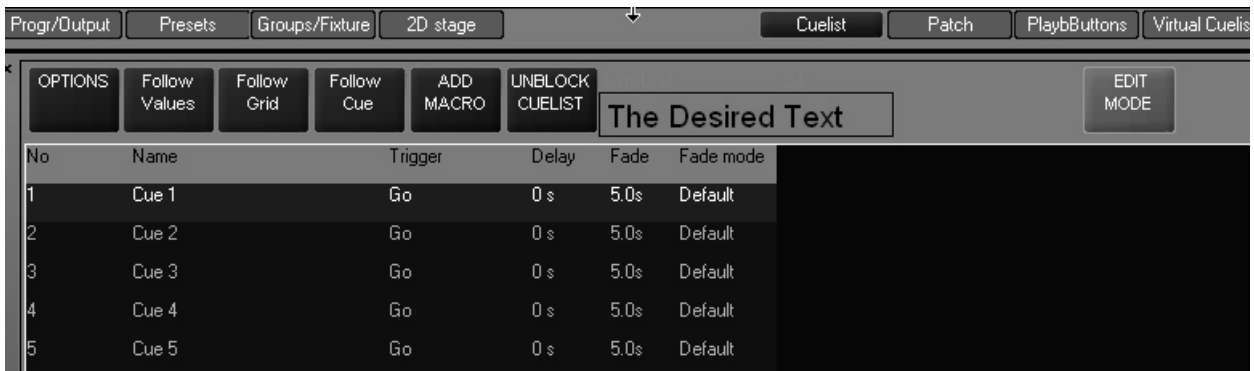 Progr/Output Presets Groups/Fixture 2D stage Cuelist Patch PlaybButtons Virtual Cuelis
OPTIONS Follow Values Follow Grid Follow Cue ADD MACRO UNBLOCK CUELIST EDIT MODE
The Desired Text
No Name Trigger Delay Fade Fade mode
1 Cue 1 Go 0 s 5.0s Default
2 Cue 2 Go 0 s 5.0s Default
3 Cue 3 Go 0 s 5.0s Default
4 Cue 4 Go 0 s 5.0s Default
5 Cue 5 Go 0 s 5.0s Default